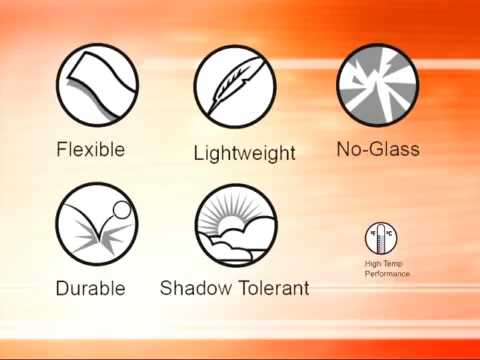 Flexible
Lightweight
No-Glass
Durable
Shadow Tolerant
°F °C
High Temp
Performance